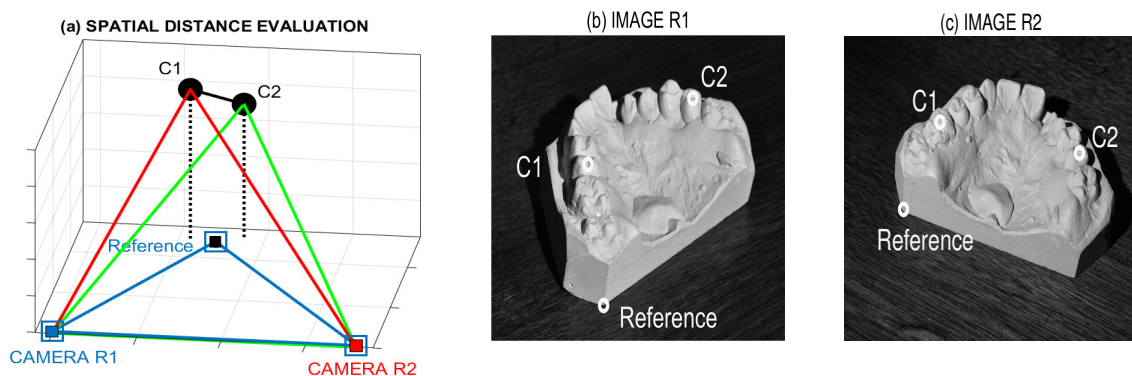 (a) SPATIAL DISTANCE EVALUATION
C1
C2
Reference
CAMERA R1
CAMERA R2
(b) IMAGE R1
C2
C1
Reference
(c) IMAGE R2
C1
C2
Reference